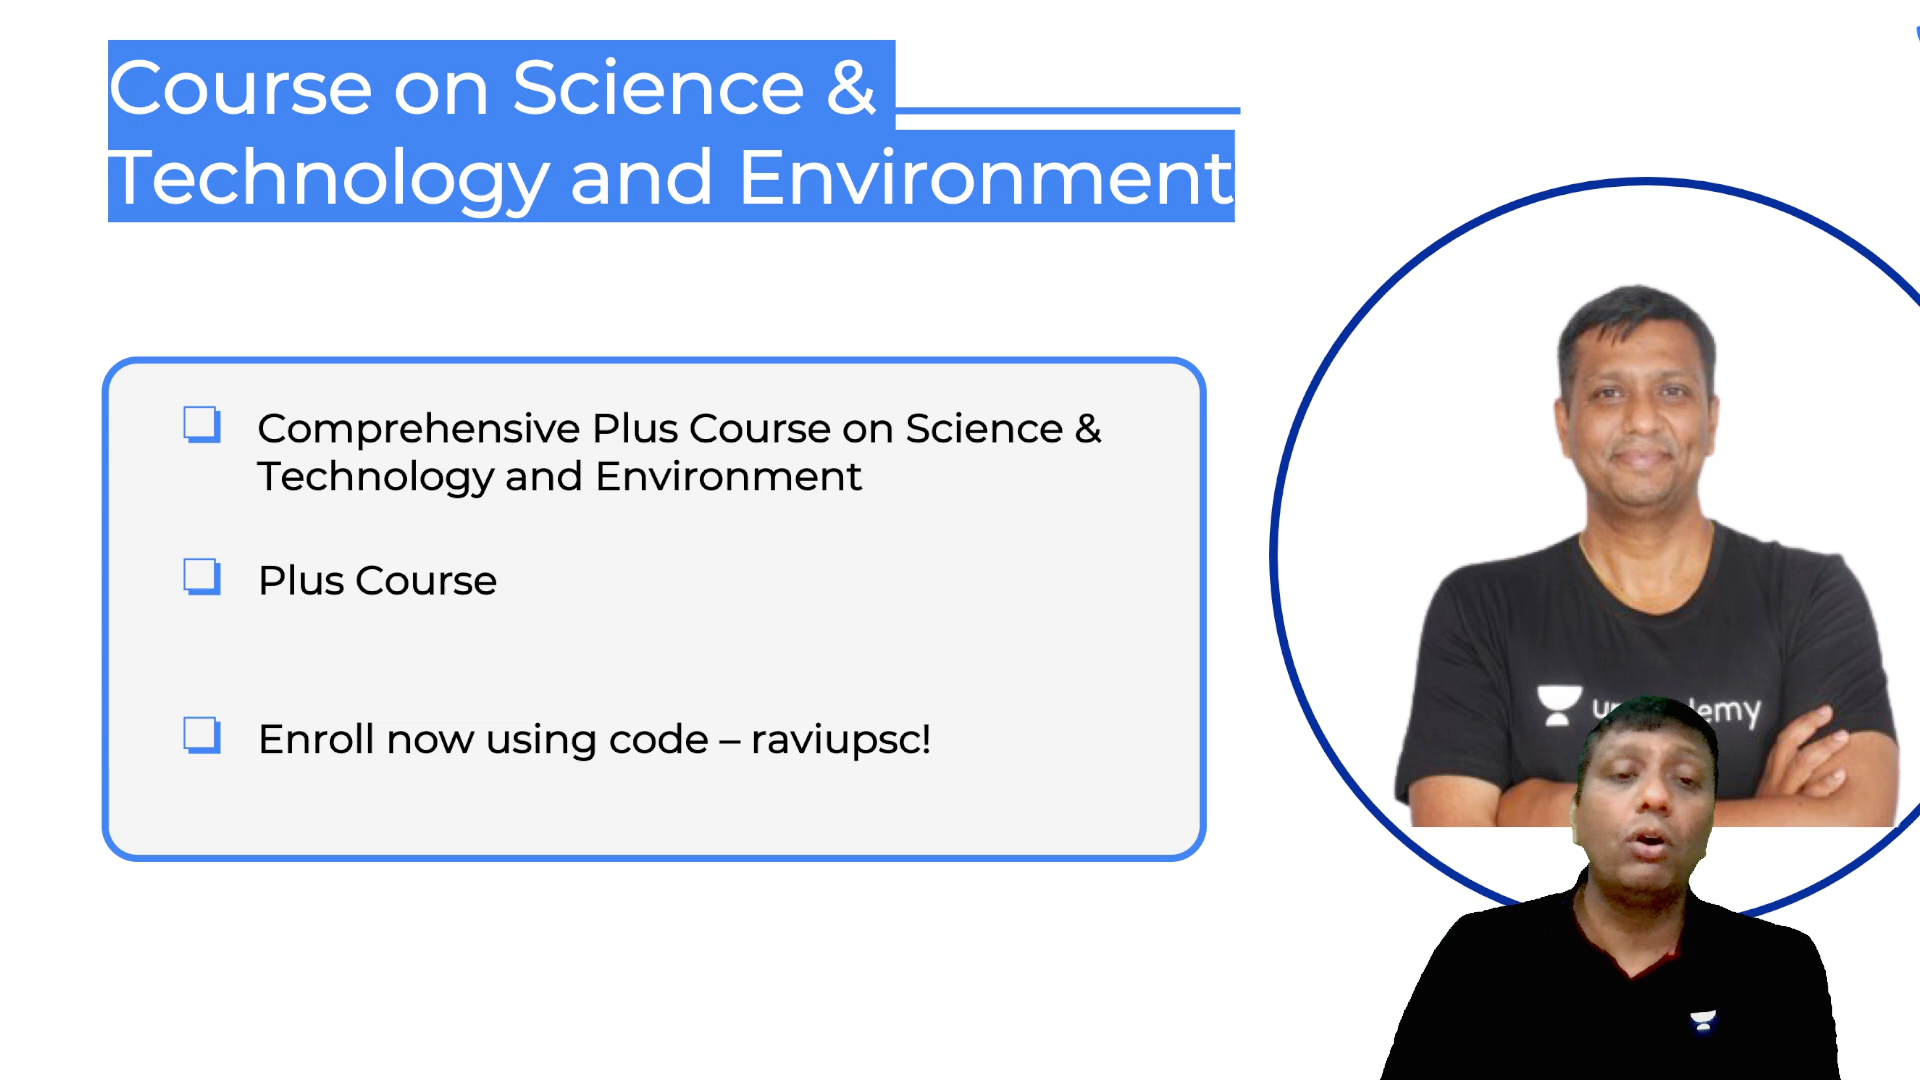 Course on Science &
Technology and Environment
Comprehensive Plus Course on Science &
Technology and Environment
Plus Course
Enroll now using code – raviupsc!